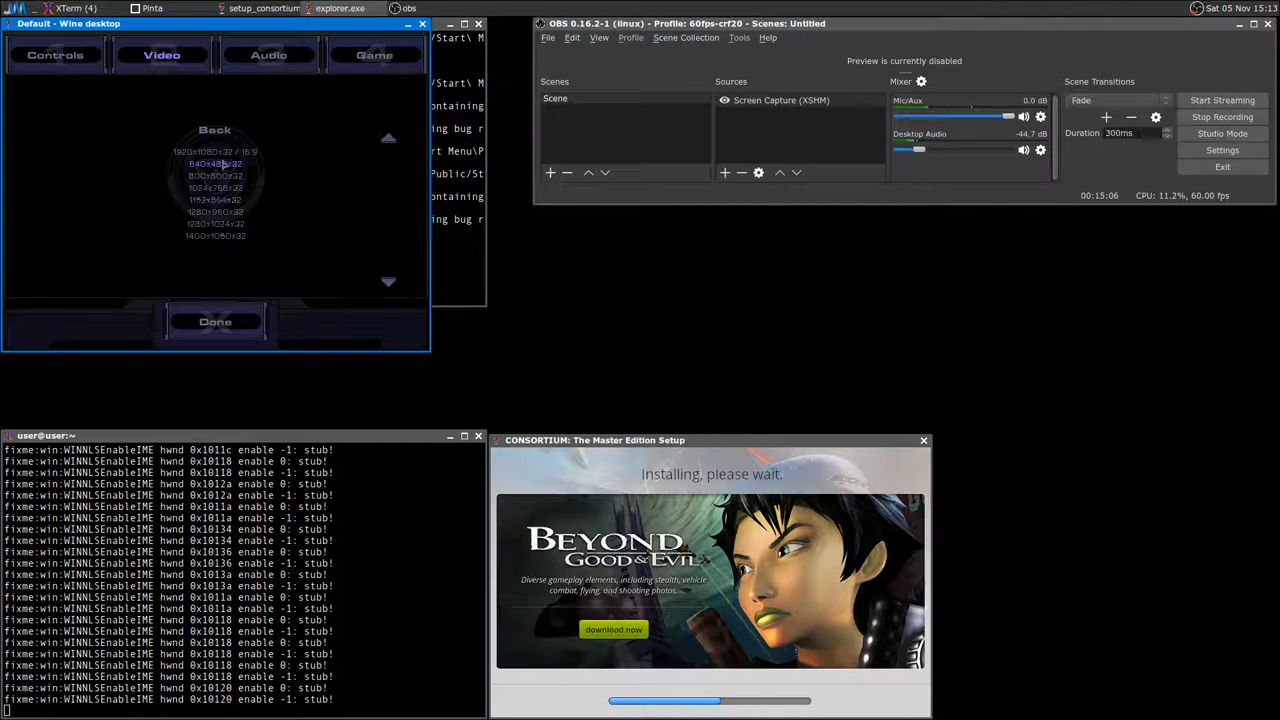 XTerm (4)
Pinta
setup_consortium
explorer.exe
obs
Sat 05 Nov 15:13
Default - Wine desktop
Controls
Video
Audio
Game
Back
1920x1080x32 / 16:9
640x480x32
800x600x32
1024x768x32
1152x864x32
1280x960x32
1280x1024x32
1400x1050x32
Done
/Start\ M
/Start\ M
ontaining
ing bug r
rt Menu\P
Public/St
ontaining
ing bug r
OBS 0.16.2-1 (linux) - Profile: 60fps-crf20 - Scenes: Untitled
File Edit View Profile Scene Collection Tools Help
Preview is currently disabled
Scenes
Scene
Sources
Screen Capture (XSHM)
Mixer
Mic/Aux 0.0 dB
Desktop Audio -44.7 dB
Scene Transitions
Fade
Duration 300ms
Start Streaming
Stop Recording
Studio Mode
Settings
Exit
00:15:06 CPU: 11.2%, 60.00 fps
user@user:~
fixme:win:WINNLSEnableIME hwnd 0x1011c enable -1: stub!
fixme:win:WINNLSEnableIME hwnd 0x10118 enable 0: stub!
fixme:win:WINNLSEnableIME hwnd 0x10118 enable -1: stub!
fixme:win:WINNLSEnableIME hwnd 0x1012a enable 0: stub!
fixme:win:WINNLSEnableIME hwnd 0x1012a enable -1: stub!
fixme:win:WINNLSEnableIME hwnd 0x1011a enable 0: stub!
fixme:win:WINNLSEnableIME hwnd 0x1011a enable -1: stub!
fixme:win:WINNLSEnableIME hwnd 0x10134 enable 0: stub!
fixme:win:WINNLSEnableIME hwnd 0x10134 enable -1: stub!
fixme:win:WINNLSEnableIME hwnd 0x10136 enable 0: stub!
fixme:win:WINNLSEnableIME hwnd 0x10136 enable -1: stub!
fixme:win:WINNLSEnableIME hwnd 0x1013a enable 0: stub!
fixme:win:WINNLSEnableIME hwnd 0x1013a enable -1: stub!
fixme:win:WINNLSEnableIME hwnd 0x1011a enable 0: stub!
fixme:win:WINNLSEnableIME hwnd 0x1011a enable -1: stub!
fixme:win:WINNLSEnableIME hwnd 0x10118 enable 0: stub!
fixme:win:WINNLSEnableIME hwnd 0x10118 enable -1: stub!
fixme:win:WINNLSEnableIME hwnd 0x10118 enable 0: stub!
fixme:win:WINNLSEnableIME hwnd 0x10118 enable -1: stub!
fixme:win:WINNLSEnableIME hwnd 0x10118 enable 0: stub!
fixme:win:WINNLSEnableIME hwnd 0x10118 enable -1: stub!
fixme:win:WINNLSEnableIME hwnd 0x10120 enable 0: stub!
fixme:win:WINNLSEnableIME hwnd 0x10120 enable -1: stub!
CONSORTIUM: The Master Edition Setup
Installing, please wait.
BEYOND
GOOD & EVIL
Diverse gameplay elements, including stealth, vehicle
combat, flying, and shooting photos.
download now